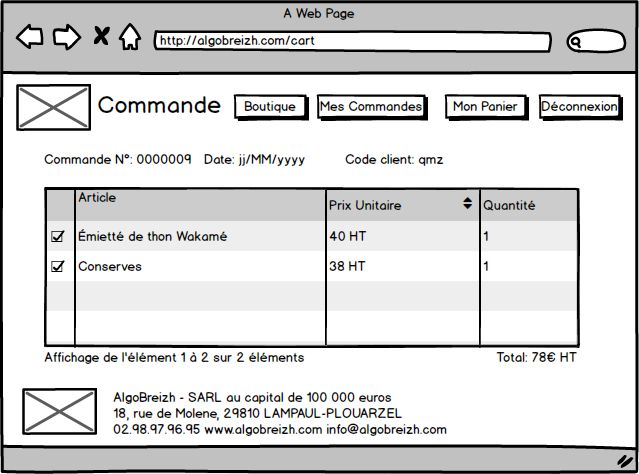 A Web Page
http://algobreizh.com/cart
Commande Boutique Mes Commandes Mon Panier Déconnexion
Commande N°: 0000009 Date: jj/MM/yyyy Code client: qmz
Article Prix Unitaire Quantité
Émietté de thon Wakamé 40 HT 1
Conserves 38 HT 1
Affichage de l'élément 1 à 2 sur 2 éléments Total: 78€ HT
AlgoBreizh - SARL au capital de 100 000 euros
18, rue de Molene, 29810 LAMPAUL-PLOUARZEL
02.98.97.96.95 www.algobreizh.com info@algobreizh.com